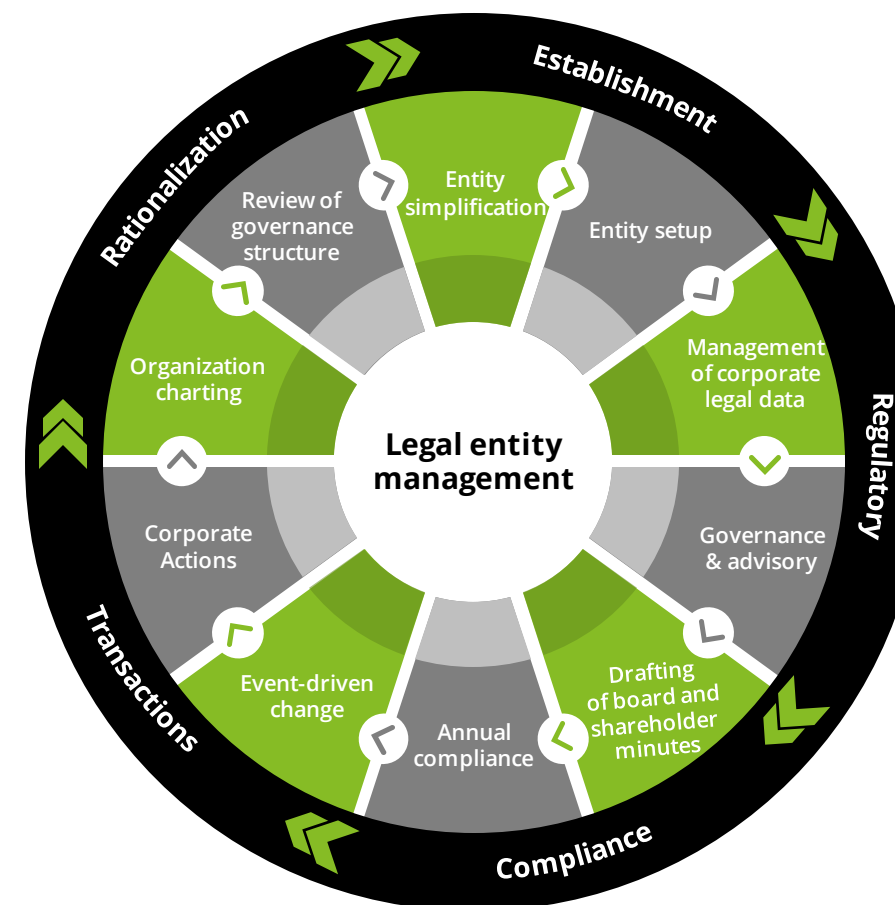 Establishment
Regulatory
Compliance
Transactions
Rationalization
Entity
simplification
Entity setup
Management
of corporate
legal data
Governance
& advisory
Drafting
of board and
shareholder
minutes
Annual
compliance
Event-driven
change
Corporate
Actions
Organization
charting
Review of
governance
structure
Legal entity
management